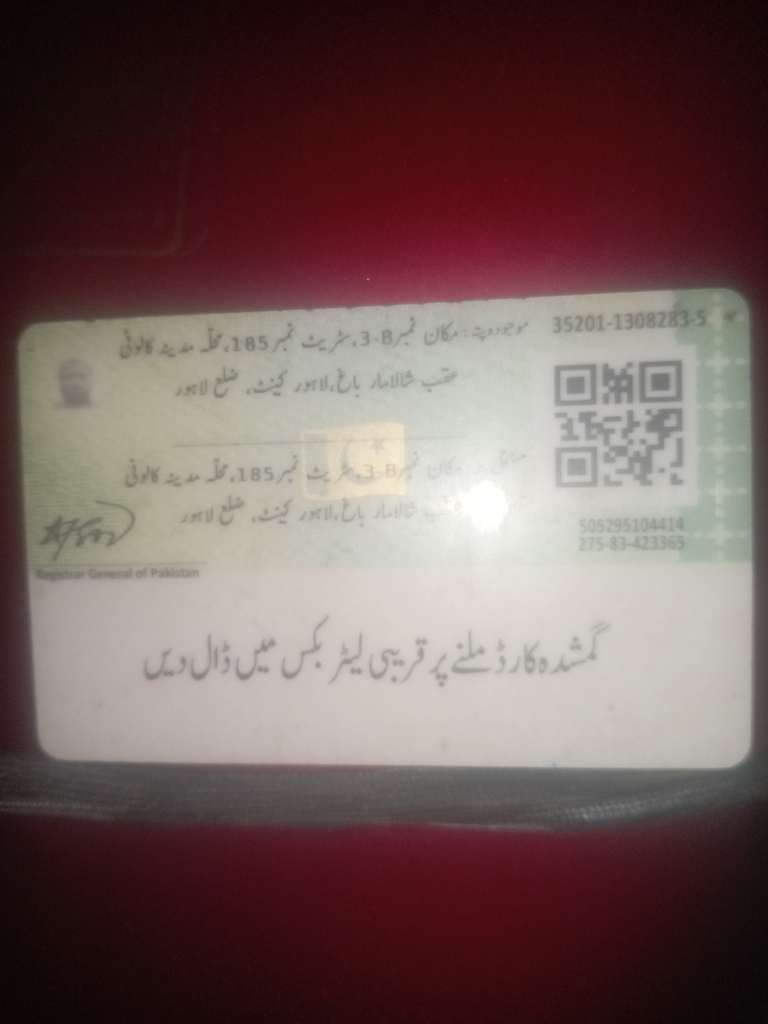 35201-1308283-5
موجودہ پتہ: مکان نمبر 3-B، سٹریٹ نمبر 185، محلّہ مدینہ کالونی
عقب شالامار باغ، لاہور کینٹ، ضلع لاہور
مکان نمبر 3-B، سٹریٹ نمبر 185، محلّہ مدینہ کالونی
شالامار باغ، لاہور کینٹ، ضلع لاہور
505295104414
275-83-423365
Registrar General of Pakistan
گمشدہ کارڈ ملنے پر قریبی لیٹر بکس میں ڈال دیں